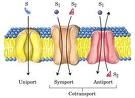 S S₁ S₂ S₁
S₂
Uniport Symport Antiport
Cotransport